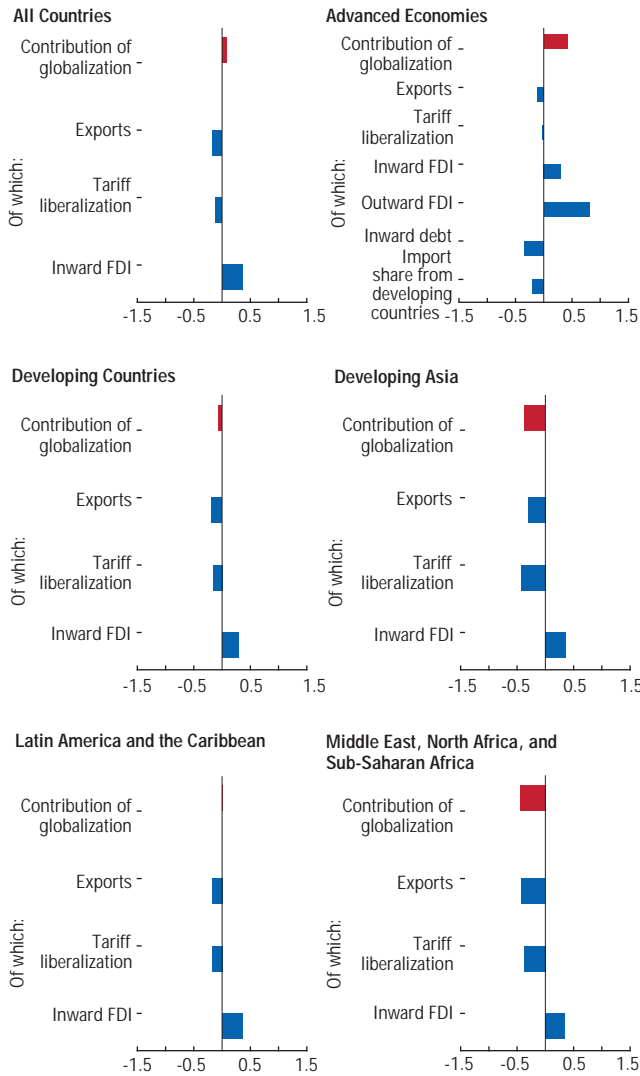 All Countries
Contribution of
globalization
Exports
Tariff
liberalization
Inward FDI
Of which:
-1.5 -0.5 0.5 1.5
Advanced Economies
Contribution of
globalization
Exports
Tariff
liberalization
Inward FDI
Outward FDI
Inward debt
Import
share from
developing
countries
Of which:
-1.5 -0.5 0.5 1.5
Developing Countries
Contribution of
globalization
Exports
Tariff
liberalization
Inward FDI
Of which:
-1.5 -0.5 0.5 1.5
Developing Asia
Contribution of
globalization
Exports
Tariff
liberalization
Inward FDI
Of which:
-1.5 -0.5 0.5 1.5
Latin America and the Caribbean
Contribution of
globalization
Exports
Tariff
liberalization
Inward FDI
Of which:
-1.5 -0.5 0.5 1.5
Middle East, North Africa, and
Sub-Saharan Africa
Contribution of
globalization
Exports
Tariff
liberalization
Inward FDI
Of which:
-1.5 -0.5 0.5 1.5